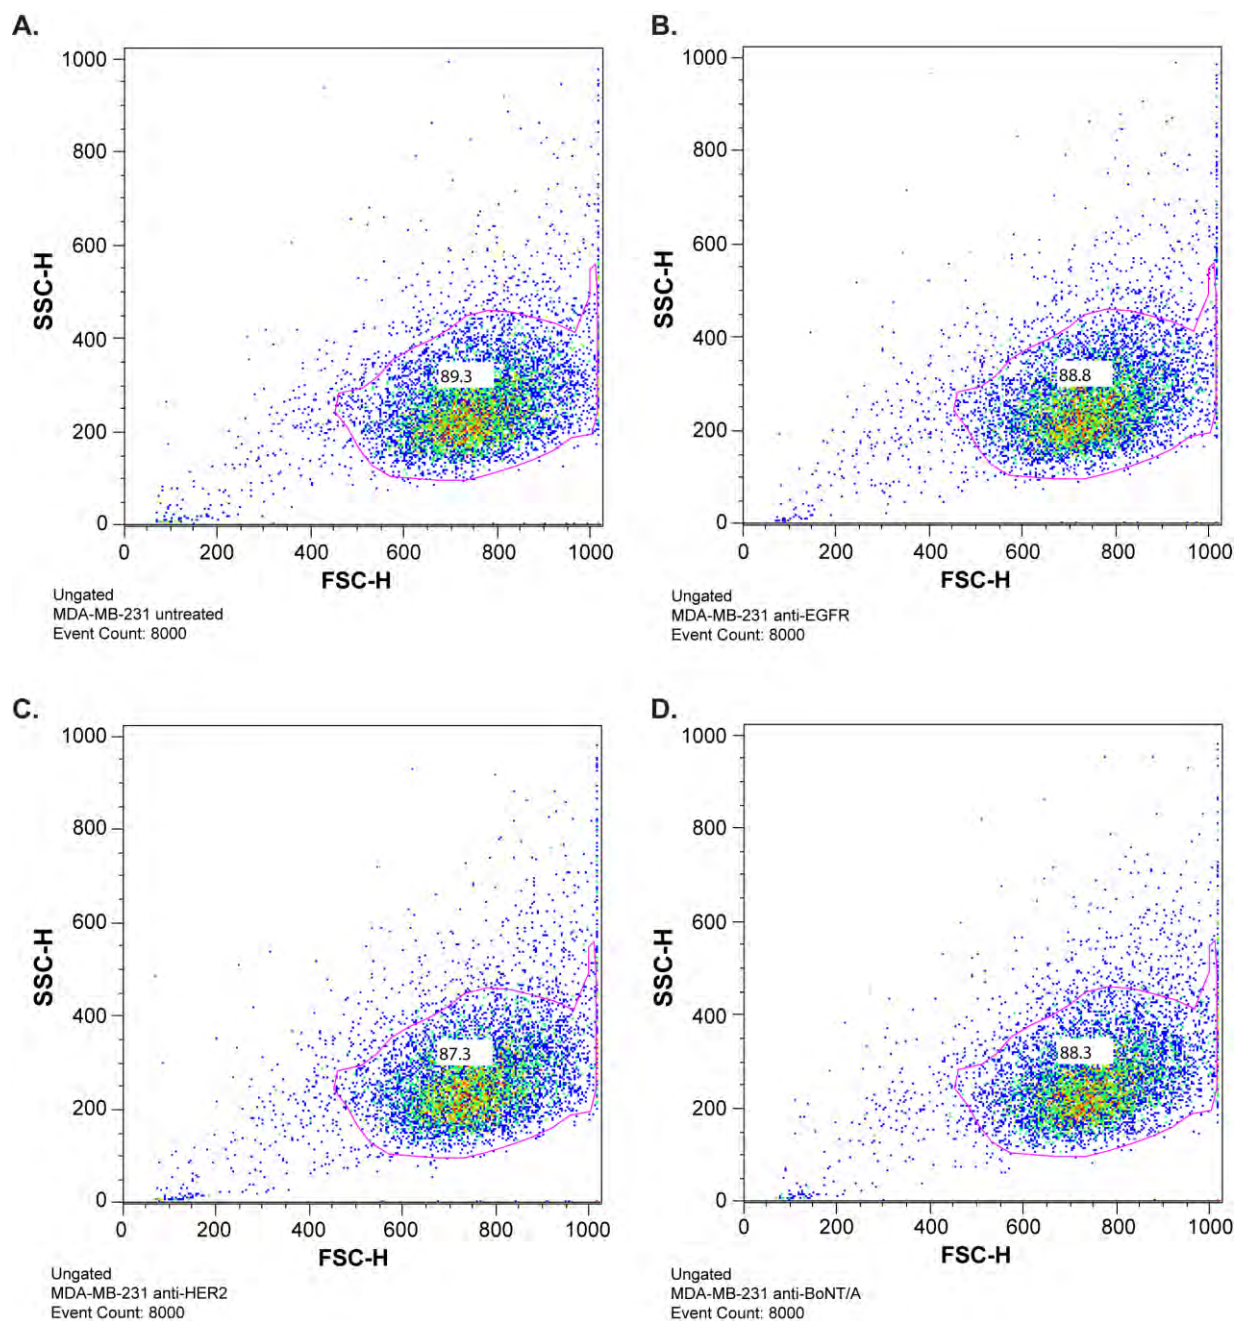 A.
1000
800
600
400
200
0
SSC-H
89.3
0 200 400 600 800 1000
FSC-H
Ungated
MDA-MB-231 untreated
Event Count: 8000
B.
1000
800
600
400
200
0
SSC-H
88.8
0 200 400 600 800 1000
FSC-H
Ungated
MDA-MB-231 anti-EGFR
Event Count: 8000
C.
1000
800
600
400
200
0
SSC-H
87.3
0 200 400 600 800 1000
FSC-H
Ungated
MDA-MB-231 anti-HER2
Event Count: 8000
D.
1000
800
600
400
200
0
SSC-H
88.3
0 200 400 600 800 1000
FSC-H
Ungated
MDA-MB-231 anti-BoNT/A
Event Count: 8000